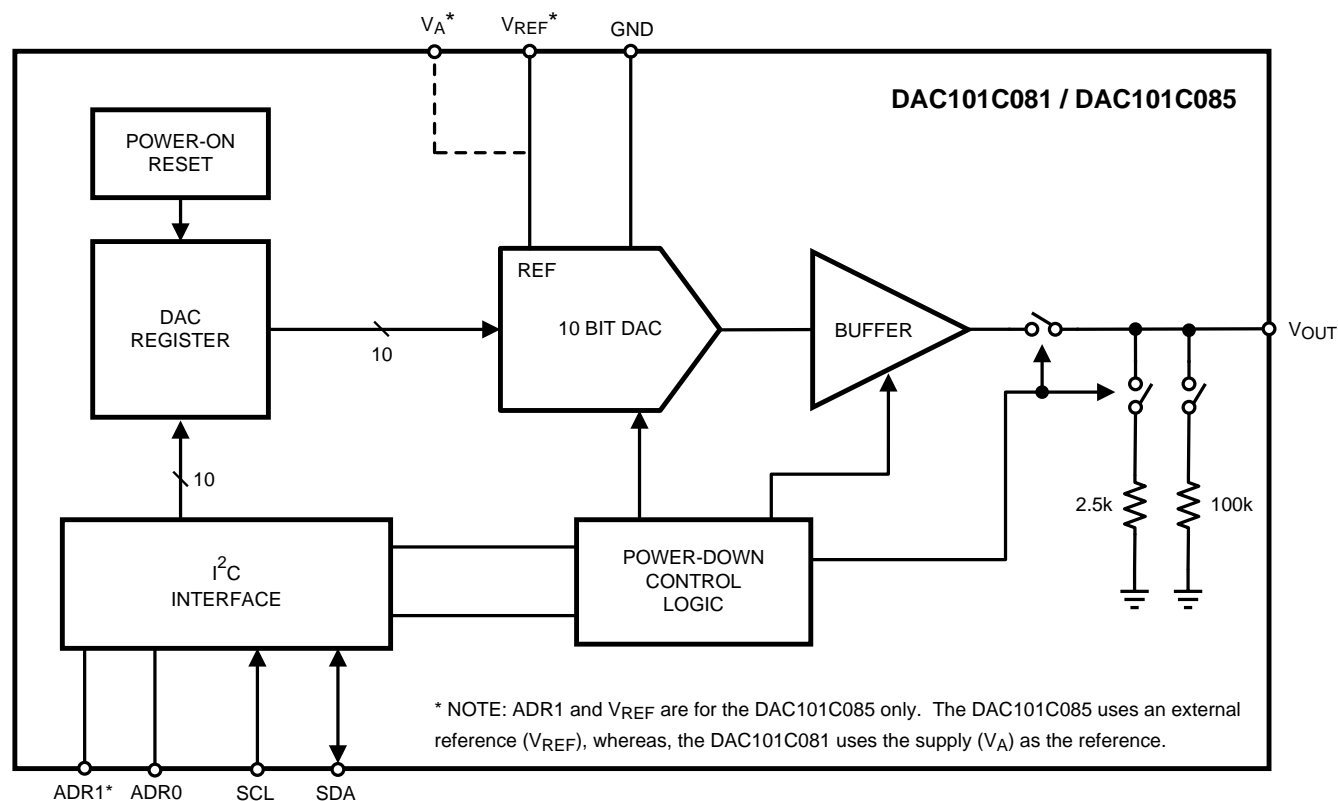 VA*
VREF*
GND
DAC101C081 / DAC101C085
POWER-ON
RESET
REF
DAC
REGISTER
10
10 BIT DAC
BUFFER
VOUT
10
2.5k
100k
I2C
INTERFACE
POWER-DOWN
CONTROL
LOGIC
* NOTE: ADR1 and VREF are for the DAC101C085 only. The DAC101C085 uses an external
reference (VREF), whereas, the DAC101C081 uses the supply (VA) as the reference.
ADR1*
ADR0
SCL
SDA